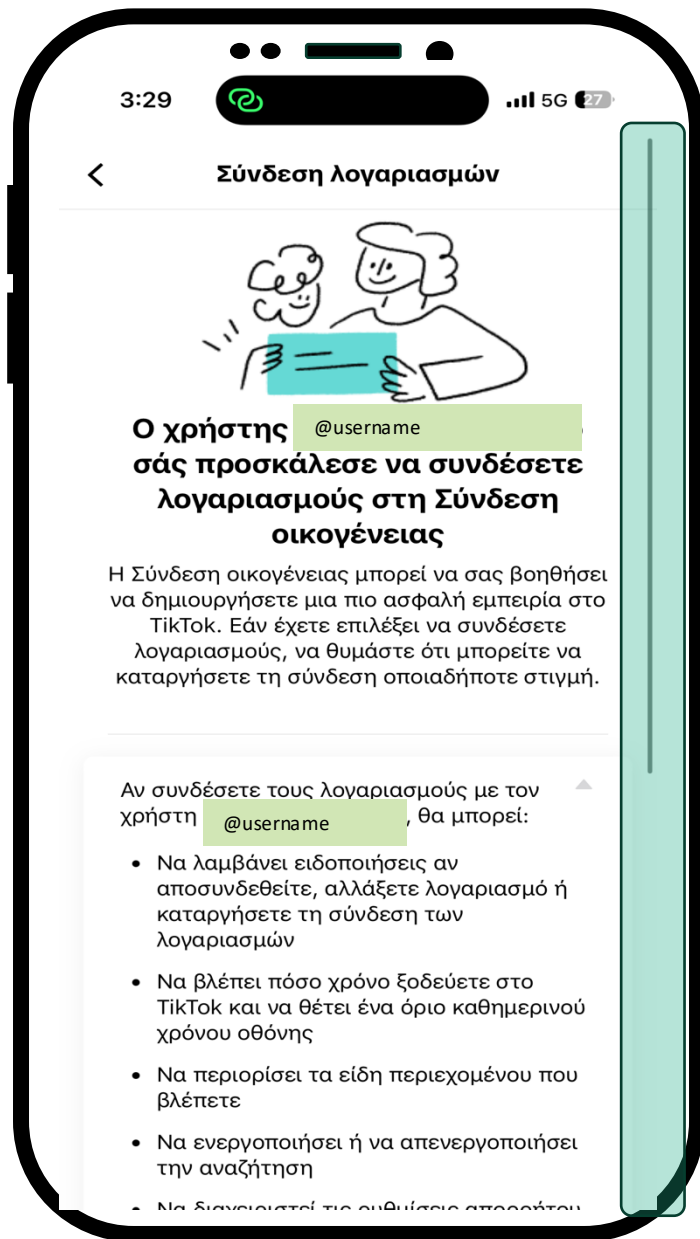 3:29
5G 27
Σύνδεση λογαριασμών
Ο χρήστης @username
σάς προσκάλεσε να συνδέσετε
λογαριασμούς στη Σύνδεση
οικογένειας
Η Σύνδεση οικογένειας μπορεί να σας βοηθήσει
να δημιουργήσετε μια πιο ασφαλή εμπειρία στο
TikTok. Εάν έχετε επιλέξει να συνδέσετε
λογαριασμούς, να θυμάστε ότι μπορείτε να
καταργήσετε τη σύνδεση οποιαδήποτε στιγμή.
Αν συνδέσετε τους λογαριασμούς με τον
χρήστη @username , θα μπορεί:
• Να λαμβάνει ειδοποιήσεις αν
αποσυνδεθείτε, αλλάξετε λογαριασμό ή
καταργήσετε τη σύνδεση των
λογαριασμών
• Να βλέπει πόσο χρόνο ξοδεύετε στο
TikTok και να θέτει ένα όριο καθημερινού
χρόνου οθόνης
• Να περιορίσει τα είδη περιεχομένου που
βλέπετε
• Να ενεργοποιήσει ή να απενεργοποιήσει
την αναζήτηση
• Να διαχειριστεί τις ρυθμίσεις απορρήτου